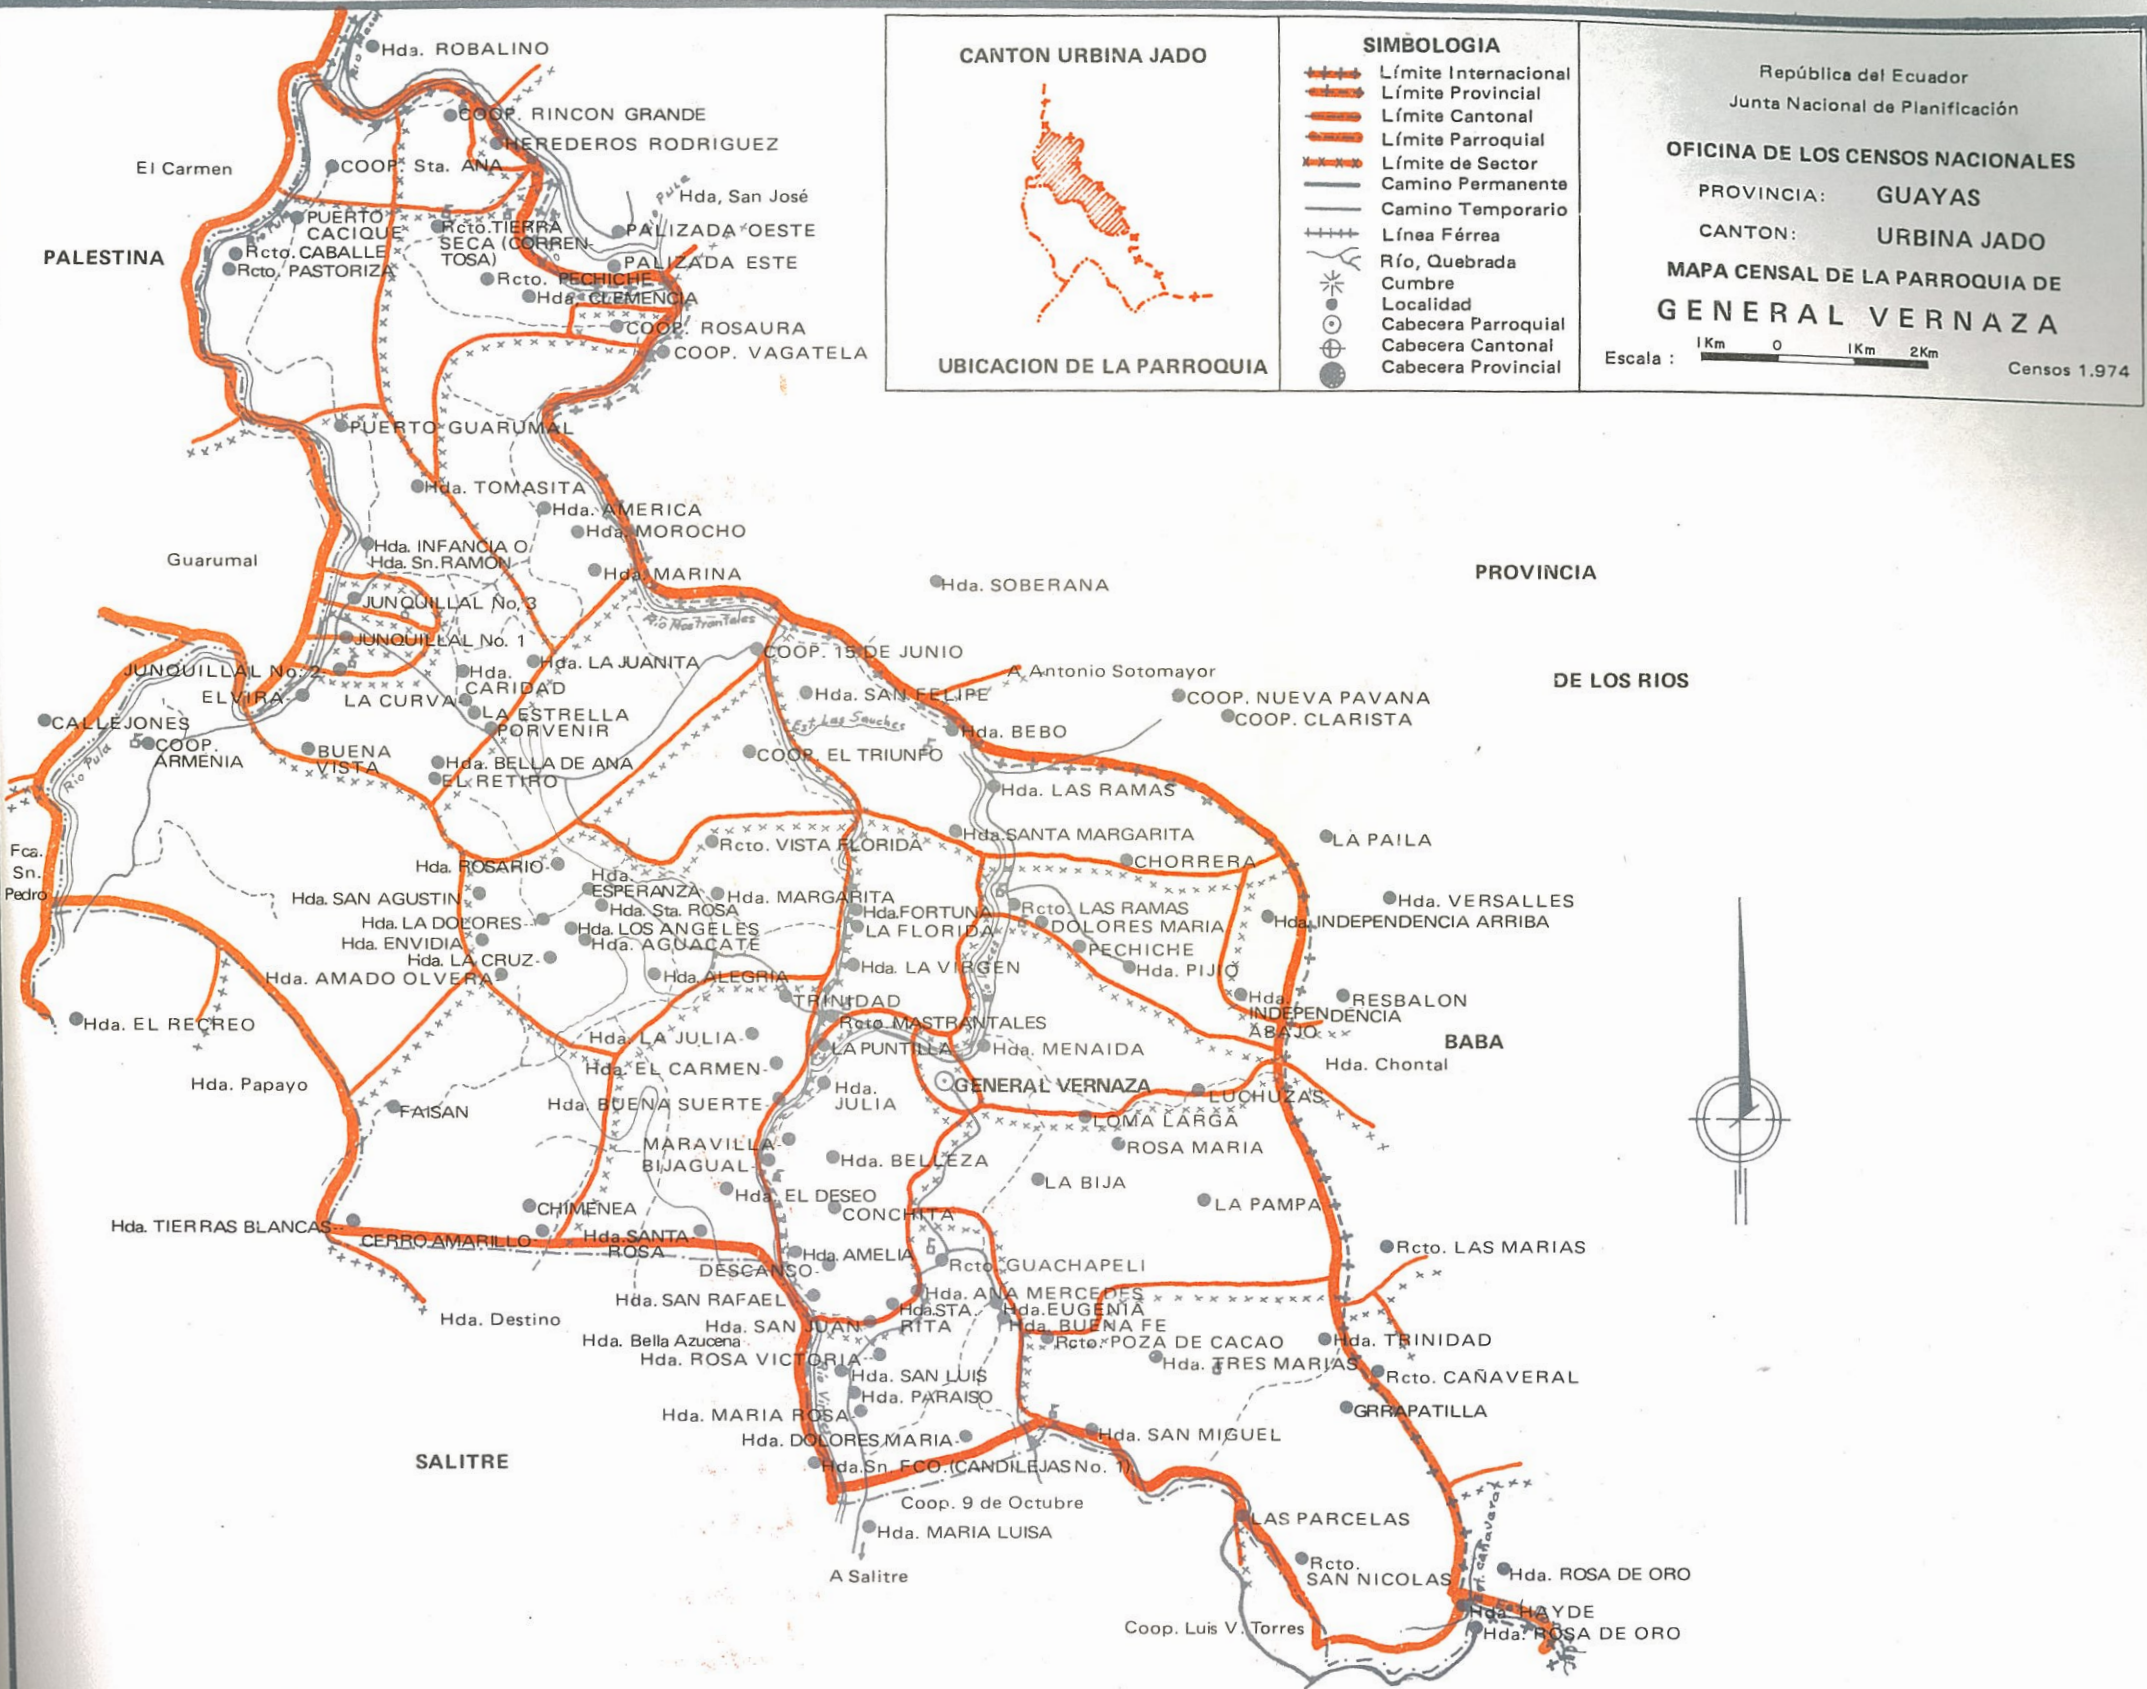 CANTON URBINA JADO
UBICACION DE LA PARROQUIA
SIMBOLOGIA
Límite Internacional
Límite Provincial
Límite Cantonal
Límite Parroquial
Límite de Sector
Camino Permanente
Camino Temporario
Línea Férrea
Río, Quebrada
Cumbre
Localidad
Cabecera Parroquial
Cabecera Cantonal
Cabecera Provincial
República del Ecuador
Junta Nacional de Planificación
OFICINA DE LOS CENSOS NACIONALES
PROVINCIA: GUAYAS
CANTON: URBINA JADO
MAPA CENSAL DE LA PARROQUIA DE
GENERAL VERNAZA
Escala : 1Km 0 1Km 2Km
Censos 1.974
Hda. ROBALINO
COOP. RINCON GRANDE
HEREDEROS RODRIGUEZ
El Carmen
COOP. Sta. ANA
Hda, San José
PUERTO
CACIQUE
Rcto. TIERRA
SECA (CORREN-
TOSA)
PALIZADA OESTE
PALESTINA
Rcto. CABALLE
Rcto. PASTORIZA
PALIZADA ESTE
Rcto. PECHICHE
Hda. CLEMENCIA
COOP. ROSAURA
COOP. VAGATELA
PUERTO GUARUMAL
Hda. TOMASITA
Hda. AMERICA
Hda. MOROCHO
Hda. INFANCIA O
Hda. Sn. RAMON
Guarumal
Hda. MARINA
Hda. SOBERANA
PROVINCIA
DE LOS RIOS
JUNQUILLAL No. 3
Río Mastrantales
JUNQUILLAL No. 1
JUNQUILLAL No. 2
Hda. LA JUANITA
COOP. 15 DE JUNIO
A Antonio Sotomayor
Hda.
CARIDAD
ELVIRA
LA CURVA
LA ESTRELLA
PORVENIR
Hda. SAN FELIPE
COOP. NUEVA PAVANA
COOP. CLARISTA
Est. Las Sauches
Hda. BEBO
CALLEJONES
COOP.
ARMENIA
Río Pula
BUENA
VISTA
Hda. BELLA DE ANA
EL RETIRO
COOP. EL TRIUNFO
Hda. LAS RAMAS
Fca.
Sn.
Pedro
Rcto. VISTA FLORIDA
Hda. SANTA MARGARITA
CHORRERA
LA PAILA
Hda. ROSARIO
Hda.
ESPERANZA
Hda. MARGARITA
Hda. SAN AGUSTIN
Hda. Sta. ROSA
Hda. FORTUNA
Rcto. LAS RAMAS
Hda. VERSALLES
Hda. LA DOLORES
Hda. LOS ANGELES
LA FLORIDA
DOLORES MARIA
Hda. INDEPENDENCIA ARRIBA
Hda. ENVIDIA
Hda. AGUACATE
PECHICHE
Hda. LA CRUZ
Hda. LA VIRGEN
Hda. PIJIO
Hda. AMADO OLVERA
Hda. ALEGRIA
TRINIDAD
Hda.
INDEPENDENCIA
ABAJO
RESBALON
Hda. EL RECREO
Rcto. MASTRANTALES
BABA
Hda. LA JULIA
LA PUNTILLA
Hda. MENAIDA
Hda. Chontal
Hda. Papayo
Hda. EL CARMEN
Hda.
JULIA
GENERAL VERNAZA
LUCHUZAS
FAISAN
Hda. BUENA SUERTE
LOMA LARGA
MARAVILLA
BIJAGUAL
Hda. BELLEZA
ROSA MARIA
Hda. EL DESEO
LA BIJA
LA PAMPA
CHIMENEA
CONCHITA
Hda. TIERRAS BLANCAS
CERRO AMARILLO
Hda. SANTA
ROSA
Hda. AMELIA
DESCANSO
Rcto. GUACHAPELI
Rcto. LAS MARIAS
Hda. Destino
Hda. SAN RAFAEL
Hda. ANA MERCEDES
Hda. STA.
RITA
Hda. EUGENIA
Hda. BUENA FE
Hda. SAN JUAN
Hda. Bella Azucena
Rcto. POZA DE CACAO
Hda. TRINIDAD
Hda. ROSA VICTORIA
Hda. TRES MARIAS
Hda. SAN LUIS
Rcto. CAÑAVERAL
Hda. PARAISO
GRRAPATILLA
Hda. MARIA ROSA
Hda. DOLORES MARIA
Hda. SAN MIGUEL
SALITRE
Hda. Sn. FCO. (CANDILEJAS No. 1)
Coop. 9 de Octubre
Hda. MARIA LUISA
LAS PARCELAS
A Salitre
Rcto.
SAN NICOLAS
Hda. ROSA DE ORO
Hda. HAYDE
Coop. Luis V. Torres
Hda. ROSA DE ORO